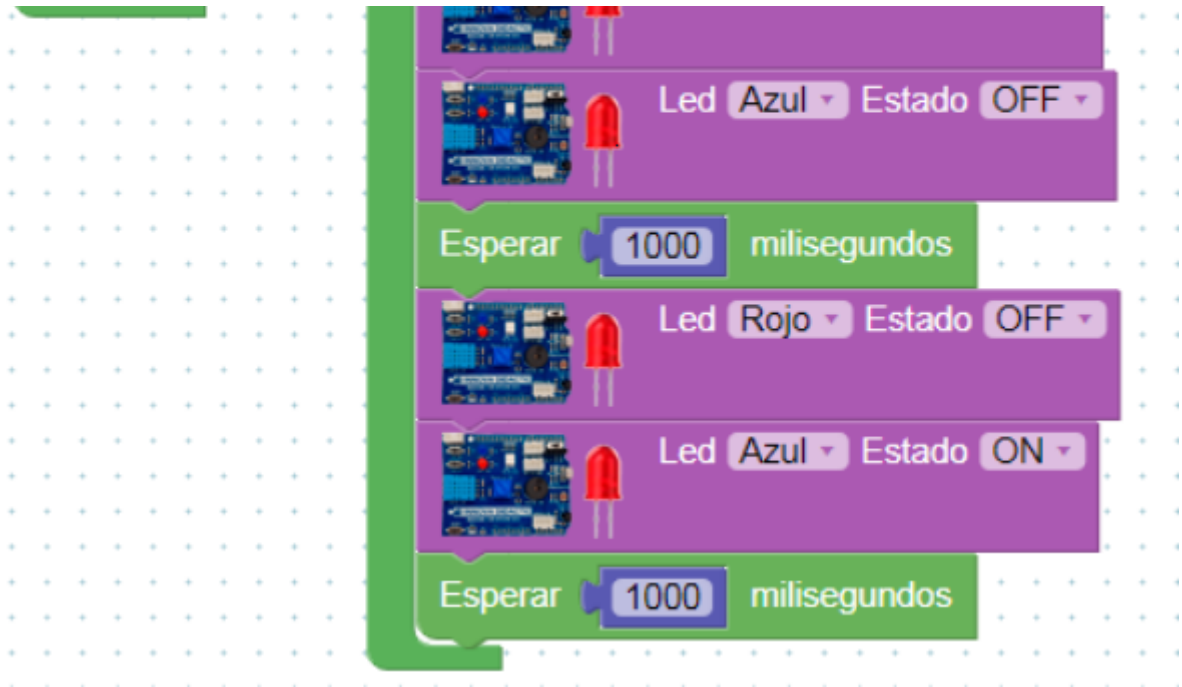 Led Azul Estado OFF
Esperar 1000 milisegundos
Led Rojo Estado OFF
Led Azul Estado ON
Esperar 1000 milisegundos